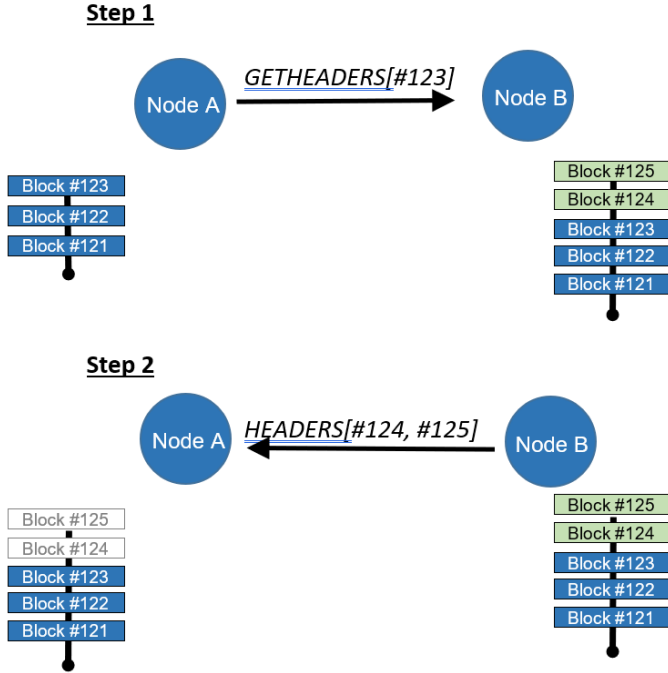 Step 1
Node A
GETHEADERS[#123]
Node B
Block #123
Block #122
Block #121
Block #125
Block #124
Block #123
Block #122
Block #121
Step 2
Node A
HEADERS[#124, #125]
Node B
Block #125
Block #124
Block #123
Block #122
Block #121
Block #125
Block #124
Block #123
Block #122
Block #121